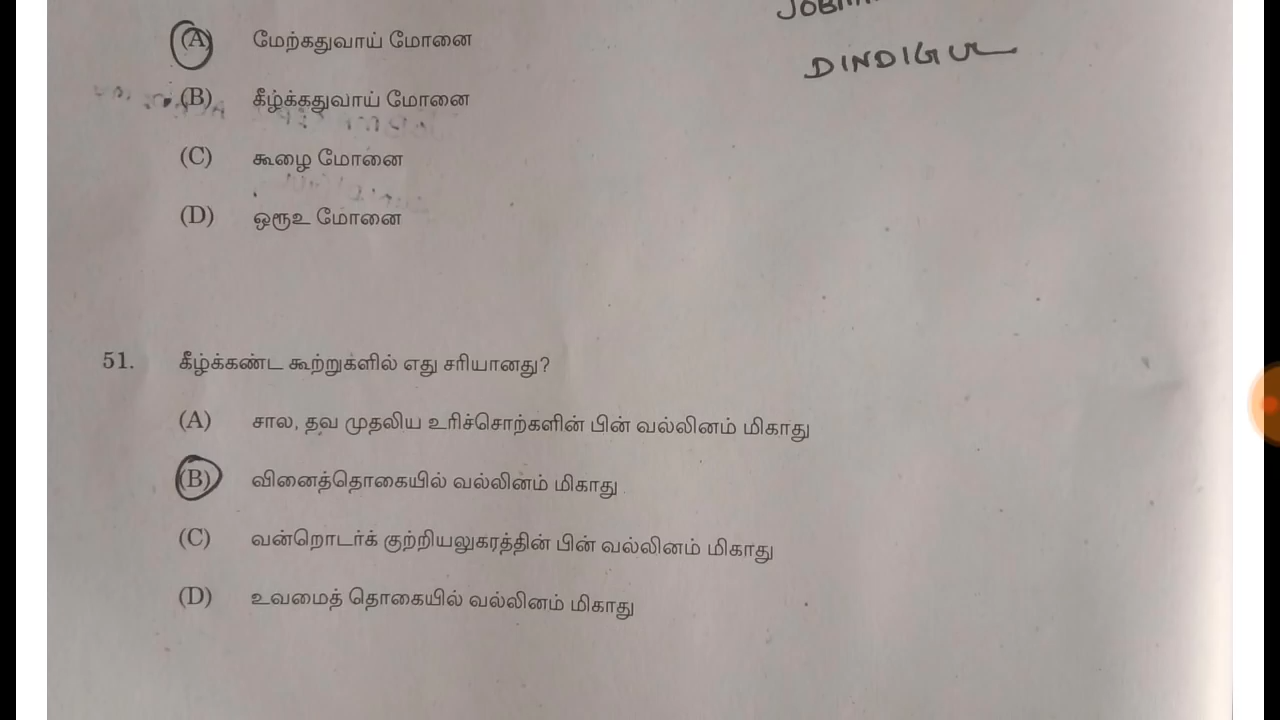 (A) மேற்கதுவாய் மோனை
DINDIGUL
(B) கீழ்க்கதுவாய் மோனை
(C) கூழை மோனை
(D) ஒரூஉ மோனை
51. கீழ்க்கண்ட கூற்றுகளில் எது சரியானது?
(A) சால, தவ முதலிய உரிச்சொற்களின் பின் வல்லினம் மிகாது
(B) வினைத்தொகையில் வல்லினம் மிகாது
(C) வன்றொடர்க் குற்றியலுகரத்தின் பின் வல்லினம் மிகாது
(D) உவமைத் தொகையில் வல்லினம் மிகாது